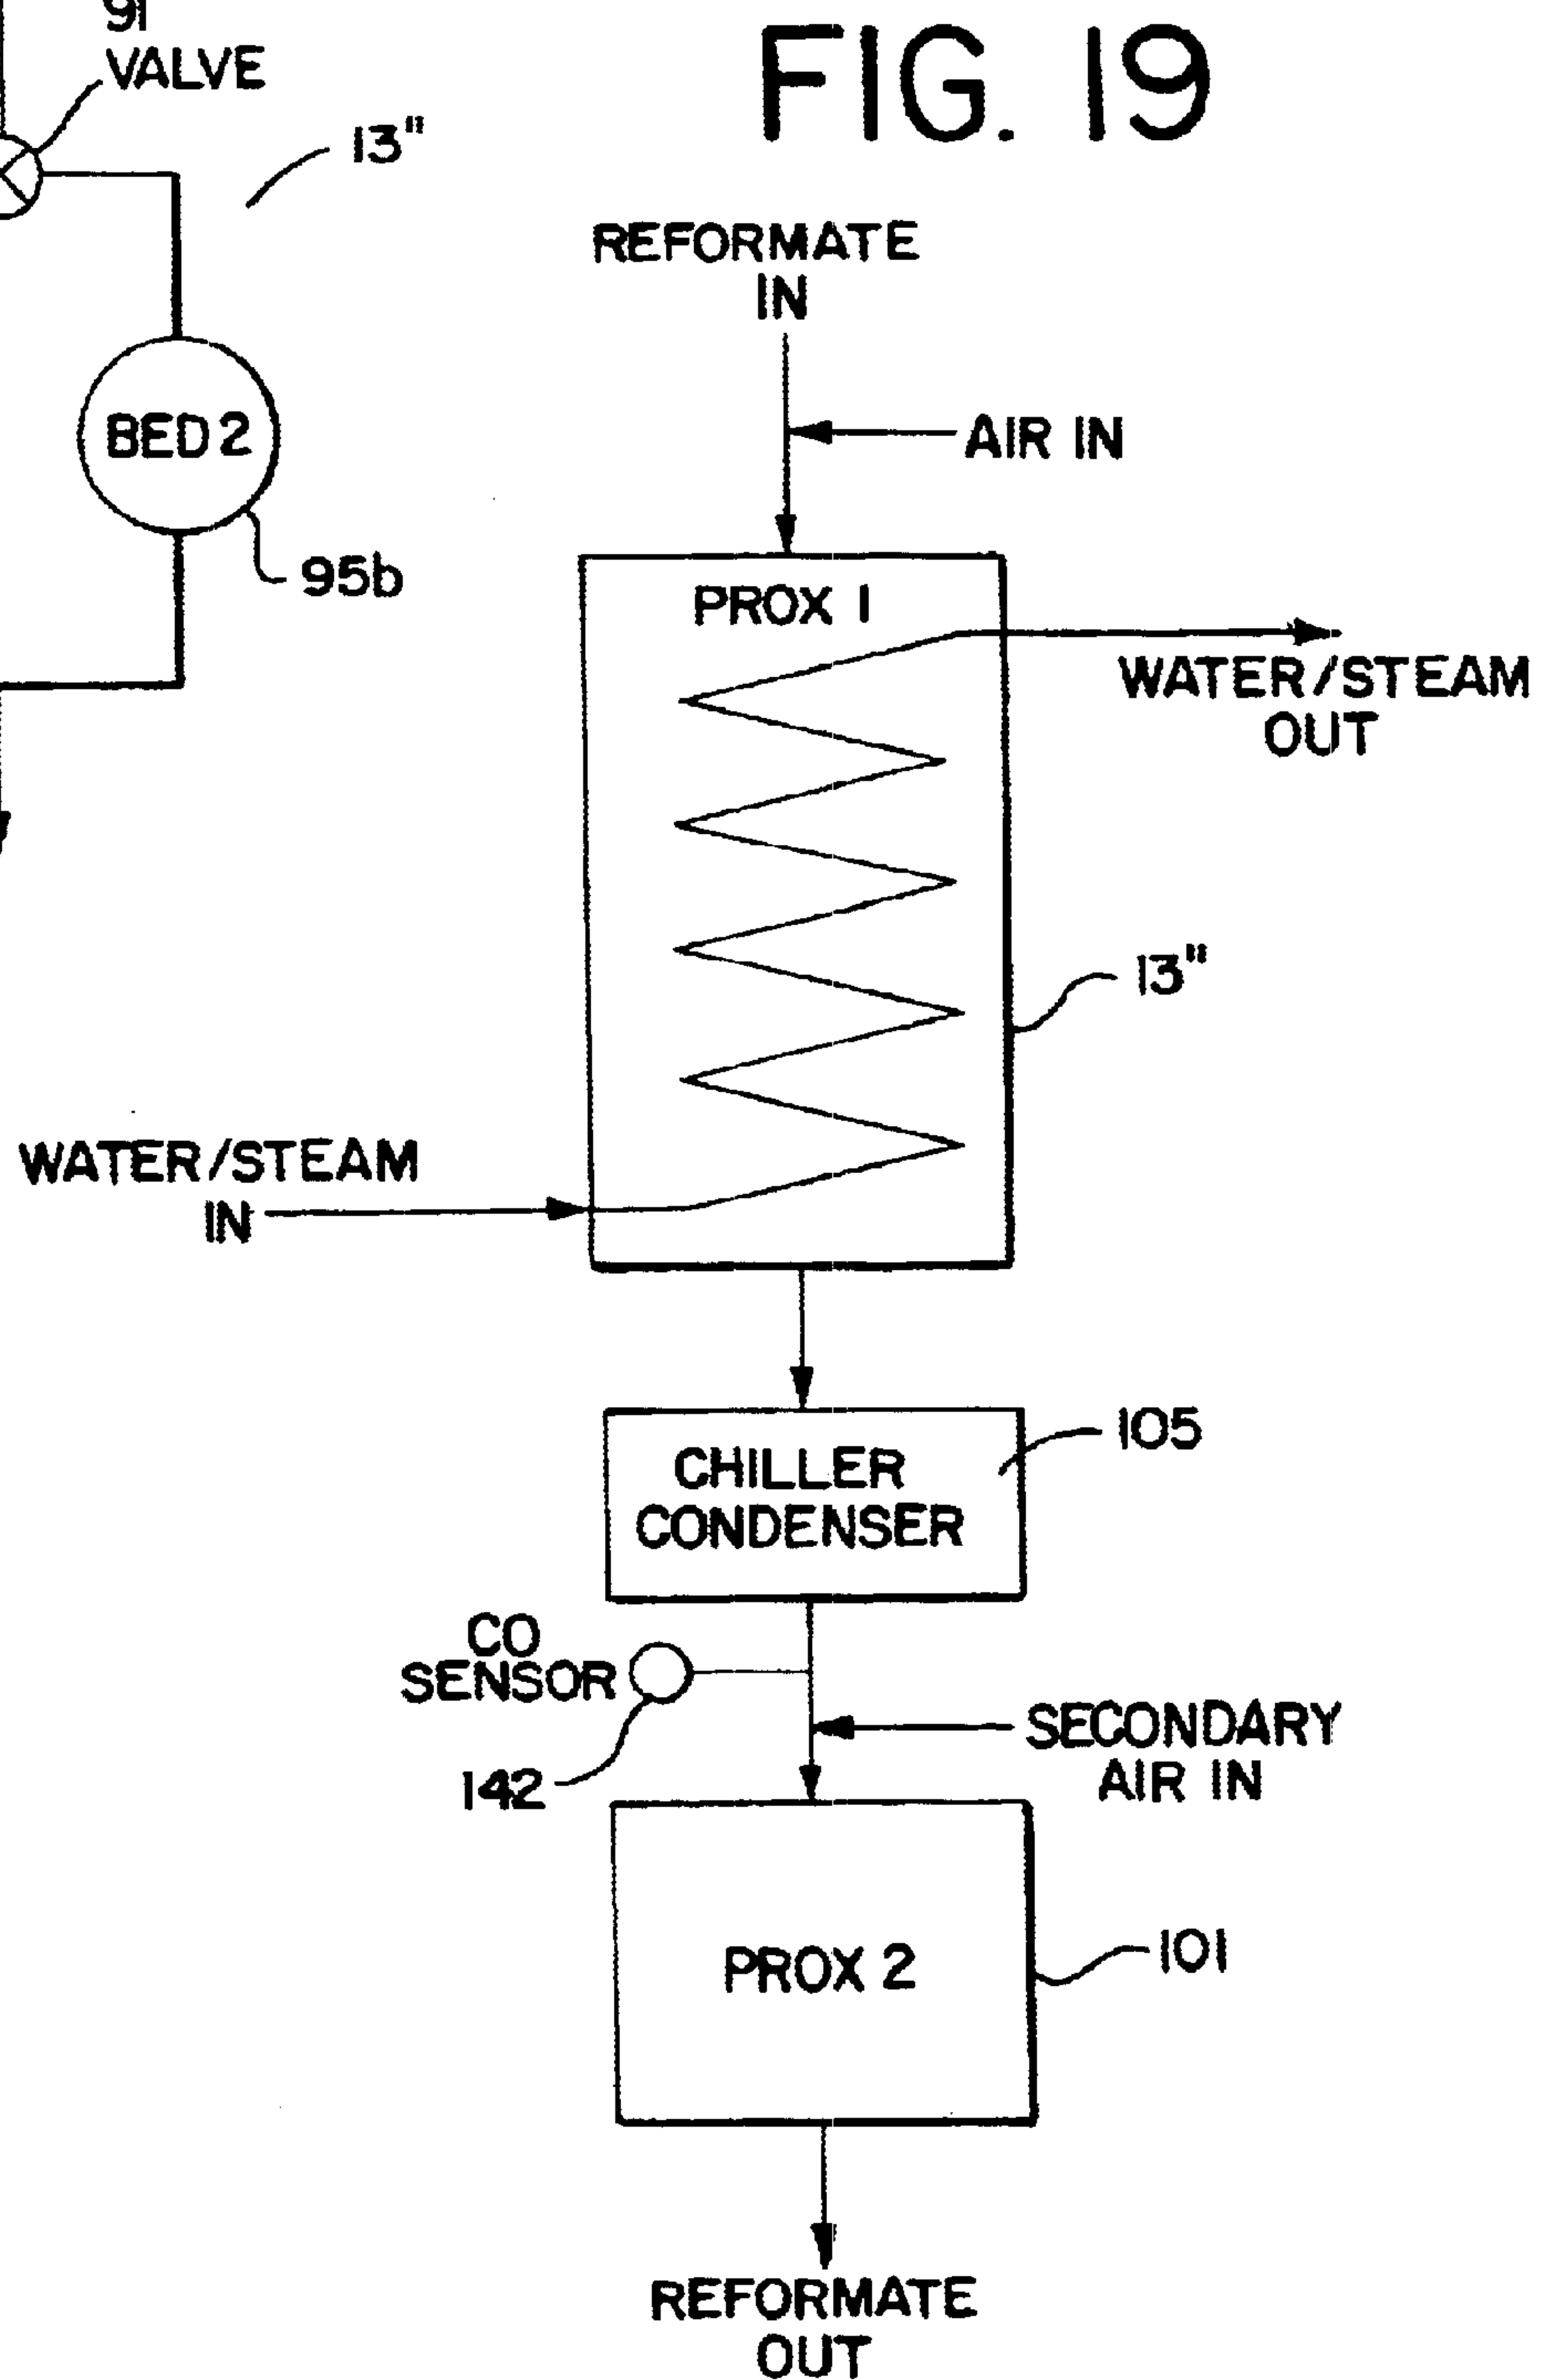 FIG. 19
91
VALVE
13"
BED 2
95b
REFORMATE
IN
AIR IN
PROX 1
WATER/STEAM
OUT
13"
WATER/STEAM
IN
CHILLER
CONDENSER
105
CO
SENSOR
142
SECONDARY
AIR IN
PROX 2
101
REFORMATE
OUT